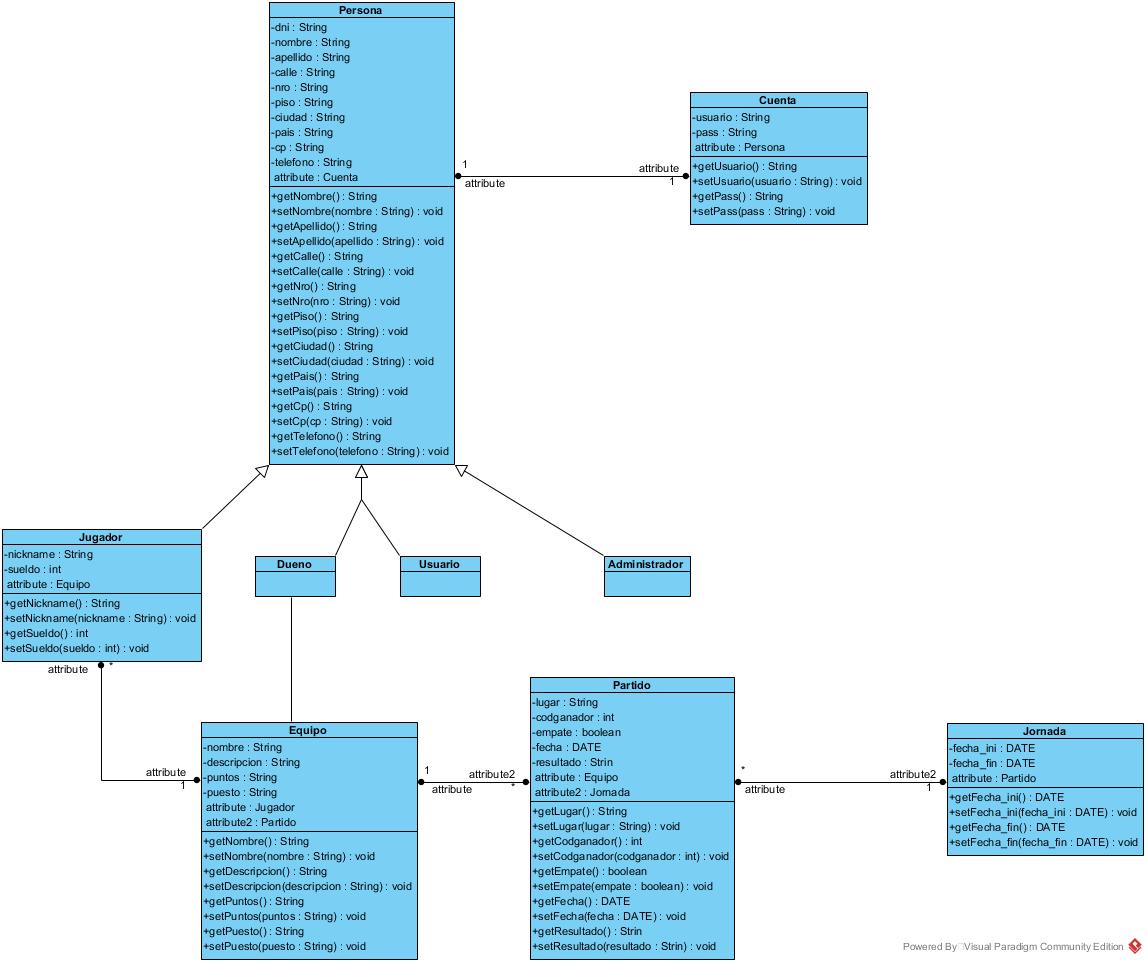 Persona
-dni : String
-nombre : String
-apellido : String
-calle : String
-nro : String
-piso : String
-ciudad : String
-pais : String
-cp : String
-telefono : String
attribute : Cuenta
+getNombre() : String
+setNombre(nombre : String) : void
+getApellido() : String
+setApellido(apellido : String) : void
+getCalle() : String
+setCalle(calle : String) : void
+getNro() : String
+setNro(nro : String) : void
+getPiso() : String
+setPiso(piso : String) : void
+getCiudad() : String
+setCiudad(ciudad : String) : void
+getPais() : String
+setPais(pais : String) : void
+getCp() : String
+setCp(cp : String) : void
+getTelefono() : String
+setTelefono(telefono : String) : void
1
attribute
attribute
1
Cuenta
-usuario : String
-pass : String
attribute : Persona
+getUsuario() : String
+setUsuario(usuario : String) : void
+getPass() : String
+setPass(pass : String) : void
Jugador
-nickname : String
-sueldo : int
attribute : Equipo
+getNickname() : String
+setNickname(nickname : String) : void
+getSueldo() : int
+setSueldo(sueldo : int) : void
Dueno
Usuario
Administrador
attribute
*
attribute
1
Equipo
-nombre : String
-descripcion : String
-puntos : String
-puesto : String
attribute : Jugador
attribute2 : Partido
+getNombre() : String
+setNombre(nombre : String) : void
+getDescripcion() : String
+setDescripcion(descripcion : String) : void
+getPuntos() : String
+setPuntos(puntos : String) : void
+getPuesto() : String
+setPuesto(puesto : String) : void
1
attribute
attribute2
*
Partido
-lugar : String
-codganador : int
-empate : boolean
-fecha : DATE
-resultado : Strin
attribute : Equipo
attribute2 : Jornada
+getLugar() : String
+setLugar(lugar : String) : void
+getCodganador() : int
+setCodganador(codganador : int) : void
+getEmpate() : boolean
+setEmpate(empate : boolean) : void
+getFecha() : DATE
+setFecha(fecha : DATE) : void
+getResultado() : Strin
+setResultado(resultado : Strin) : void
*
attribute
attribute2
1
Jornada
-fecha_ini : DATE
-fecha_fin : DATE
attribute : Partido
+getFecha_ini() : DATE
+setFecha_ini(fecha_ini : DATE) : void
+getFecha_fin() : DATE
+setFecha_fin(fecha_fin : DATE) : void
Powered By Visual Paradigm Community Edition